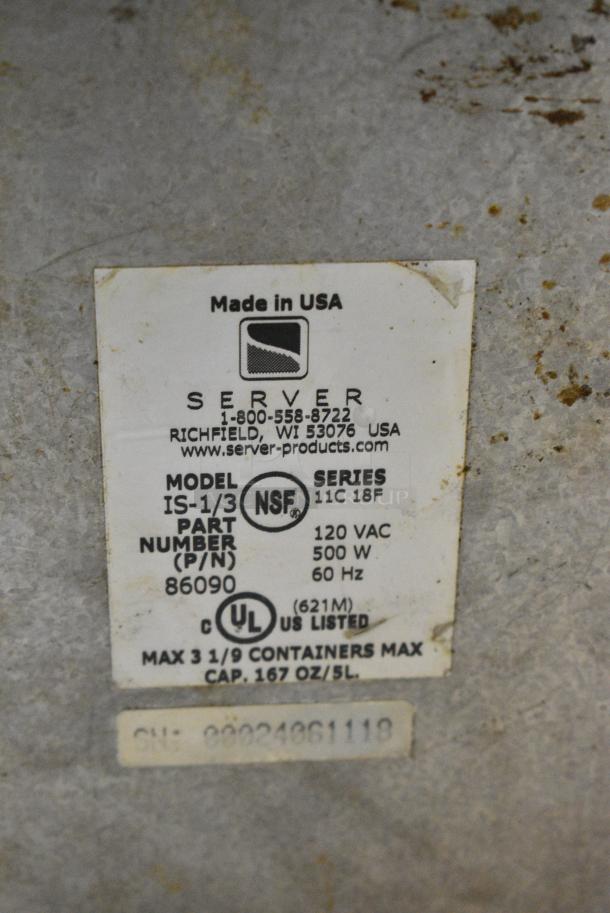 Made in USA
SERVER
1-800-558-8722
RICHFIELD, WI 53076 USA
www.server-products.com
MODEL
IS-1/3
NSF
®
SERIES
11C 18F
PART
NUMBER
(P/N)
86090
120 VAC
500 W
60 Hz
C UL US LISTED
(621M)
MAX 3 1/9 CONTAINERS MAX
CAP. 167 OZ/5L.
SN: